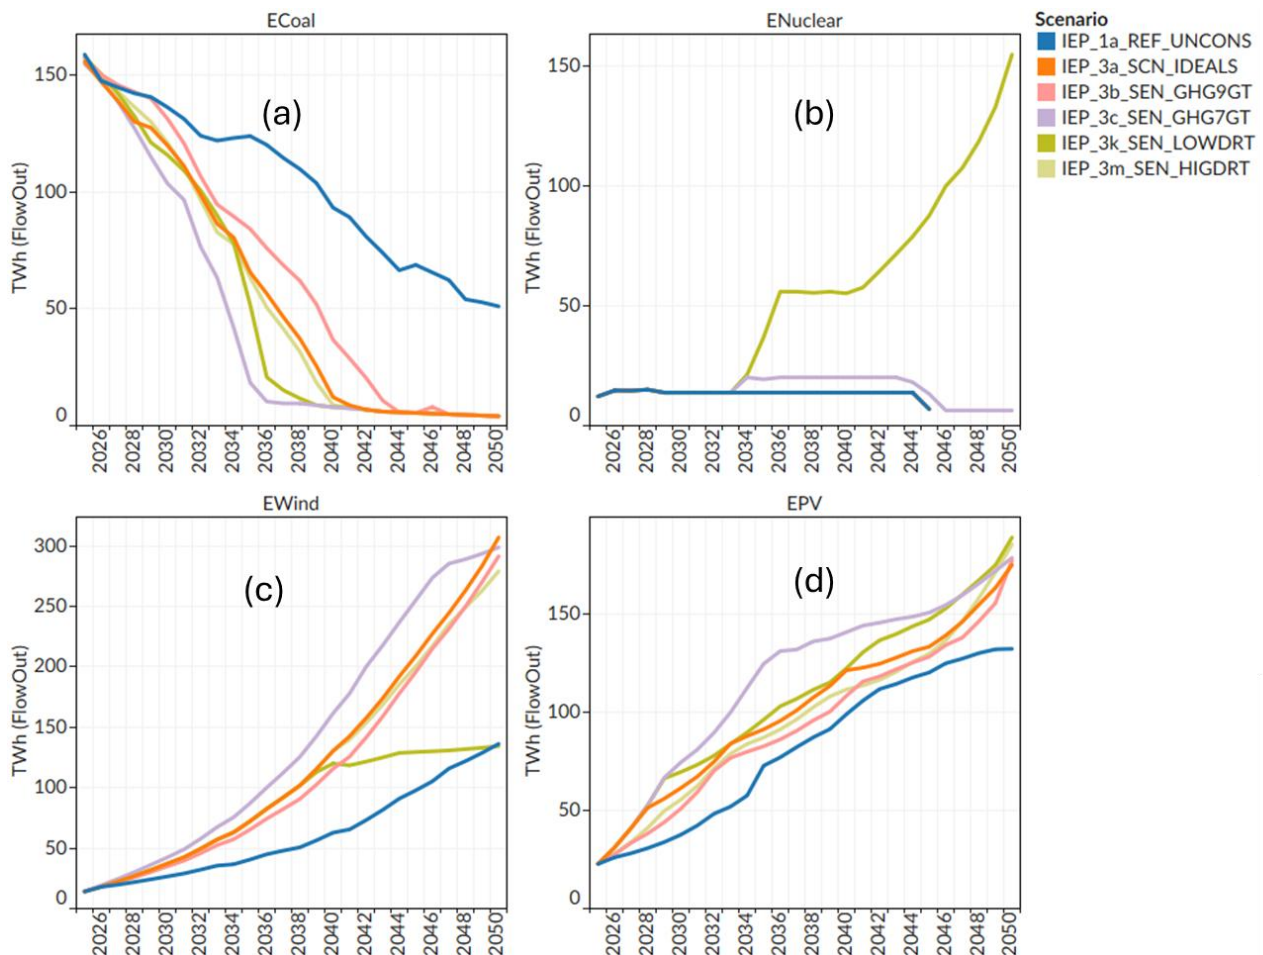 ECoal
(a)
TWh (FlowOut)
150
100
50
0
2026 2028 2030 2032 2034 2036 2038 2040 2042 2044 2046 2048 2050
ENuclear
(b)
TWh (FlowOut)
150
100
50
0
2026 2028 2030 2032 2034 2036 2038 2040 2042 2044 2046 2048 2050
Scenario
IEP_1a_REF_UNCONS
IEP_3a_SCN_IDEALS
IEP_3b_SEN_GHG9GT
IEP_3c_SEN_GHG7GT
IEP_3k_SEN_LOWDRT
IEP_3m_SEN_HIGDRT
EWind
(c)
TWh (FlowOut)
300
250
200
150
100
50
0
2026 2028 2030 2032 2034 2036 2038 2040 2042 2044 2046 2048 2050
EPV
(d)
TWh (FlowOut)
150
100
50
0
2026 2028 2030 2032 2034 2036 2038 2040 2042 2044 2046 2048 2050